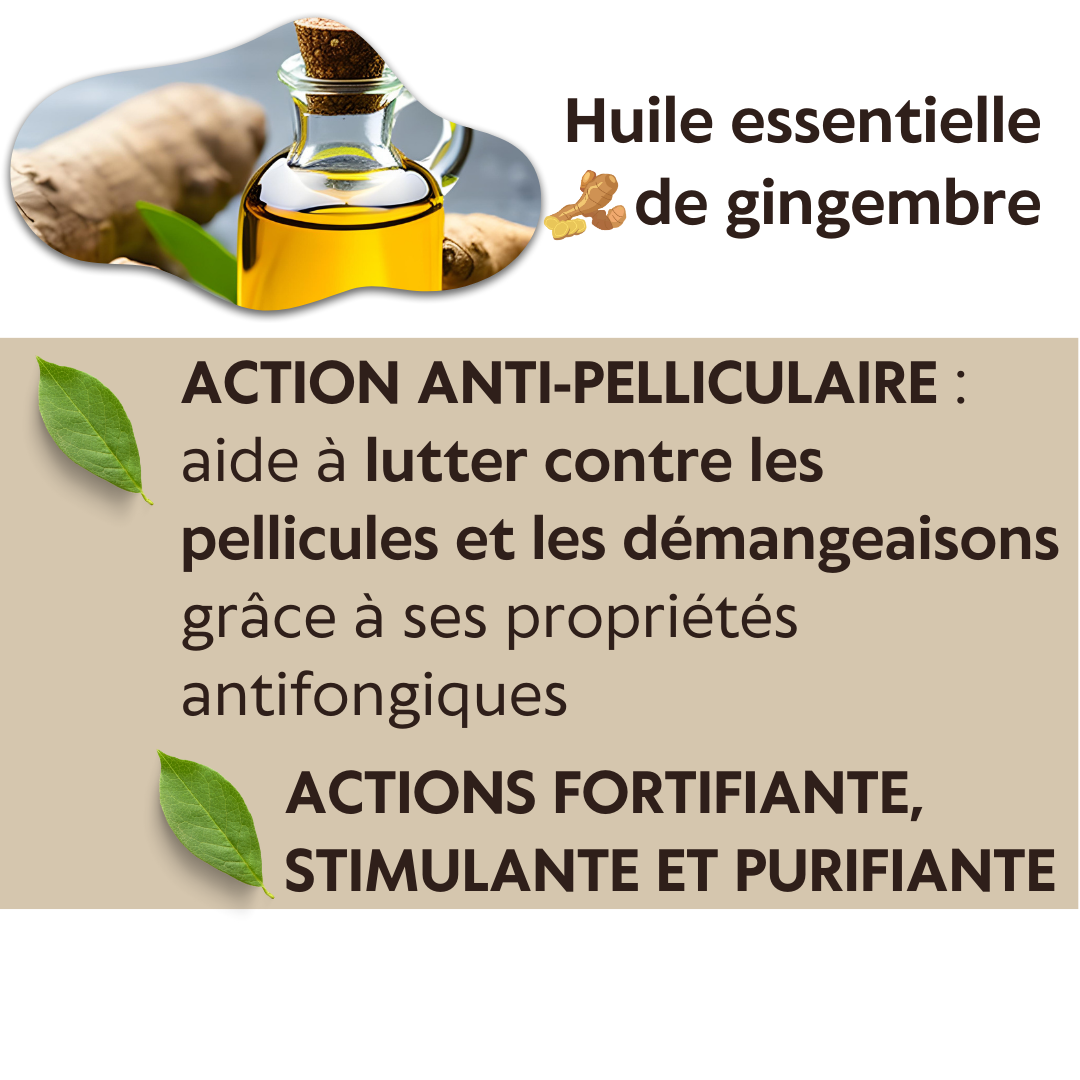 Huile essentielle
de gingembre
ACTION ANTI-PELLICULAIRE :
aide à lutter contre les
pellicules et les démangeaisons
grâce à ses propriétés
antifongiques
ACTIONS FORTIFIANTE,
STIMULANTE ET PURIFIANTE